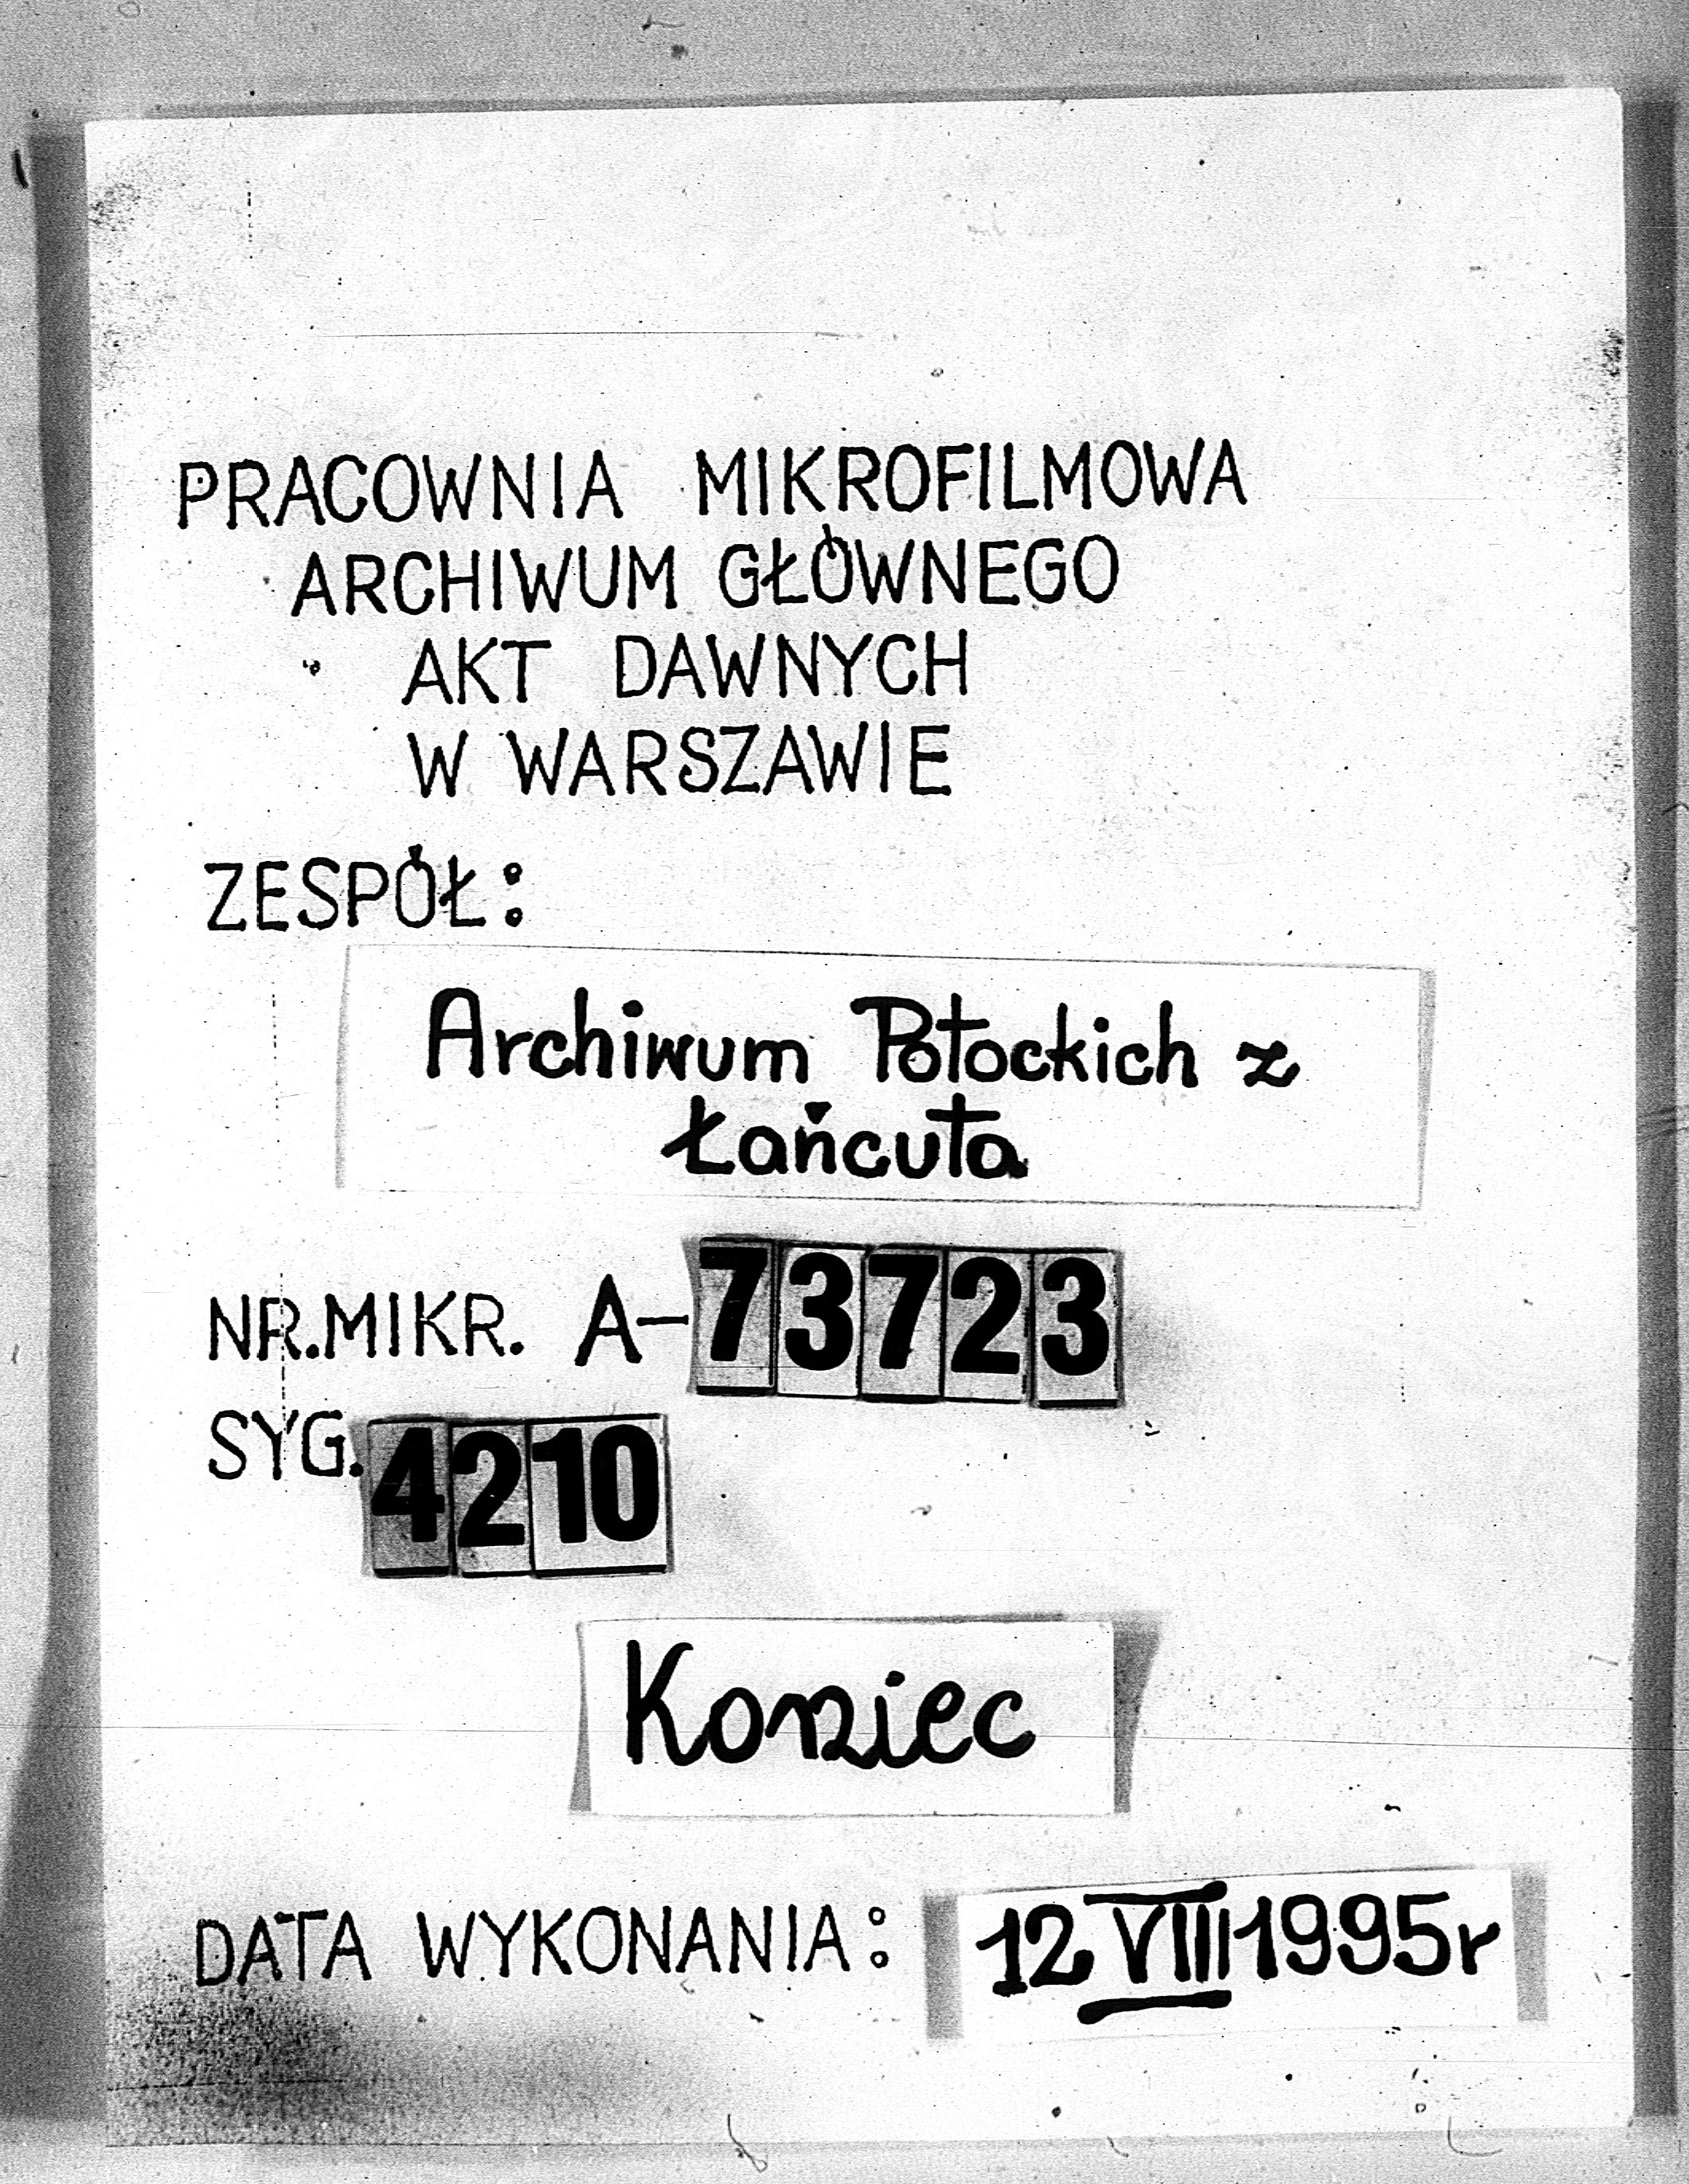 PRACOWNIA MIKROFILMOWA
ARCHIWUM GŁÓWNEGO
AKT DAWNYCH
W WARSZAWIE
ZESPÓŁ:
Archiwum Potockich z
Łańcuta
NR.MIKR. A-73723
SYG. 4210
Koniec
DATA WYKONANIA: 12 VIII 1995r